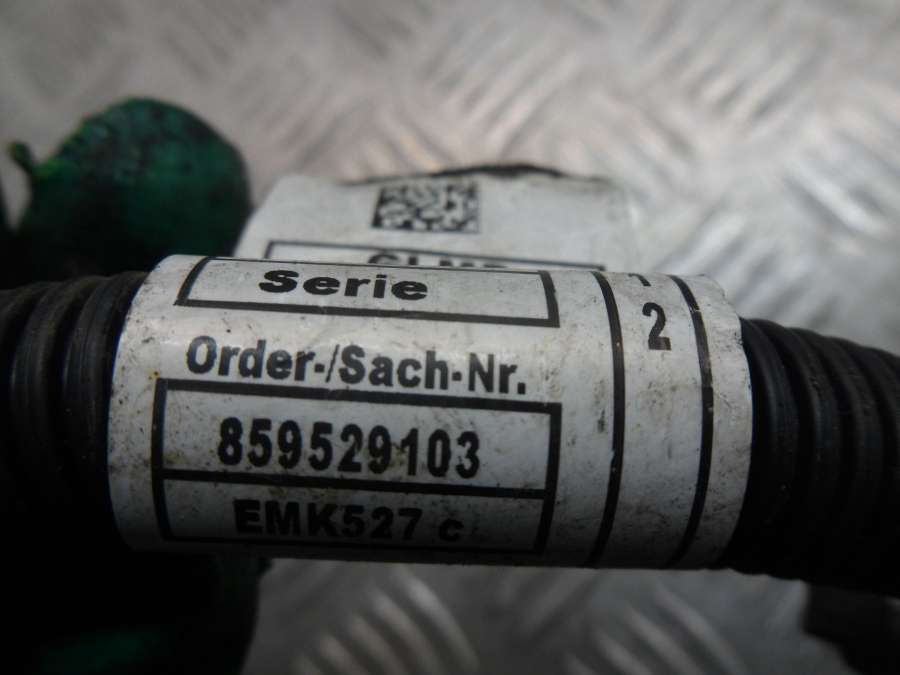 Serie
Order-/Sach-Nr.
859529103
EMK527 c
2